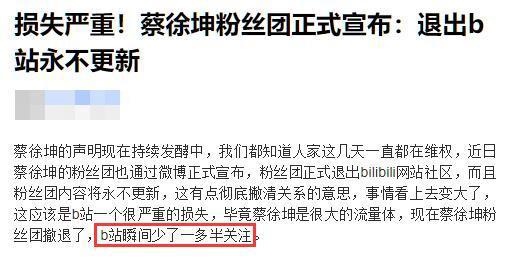 损失严重！蔡徐坤粉丝团正式宣布：退出b
站永不更新
蔡徐坤的声明现在持续发酵中，我们都知道人家这几天一直都在维权，近日
蔡徐坤的粉丝团也通过微博正式宣布，粉丝团正式退出bilibili网站社区，而且
粉丝团内容将永不更新，这有点彻底撇清关系的意思，事情看上去变大了，
这应该是b站一个很严重的损失，毕竟蔡徐坤是很大的流量体，现在蔡徐坤粉
丝团撤退了，b站瞬间少了一多半关注。